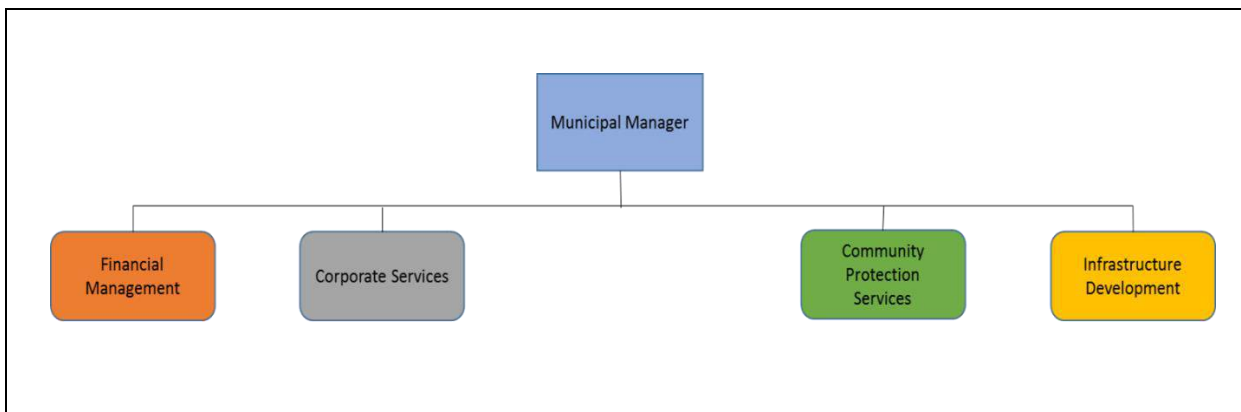 Municipal Manager
Financial
Management
Corporate Services
Community
Protection
Services
Infrastructure
Development